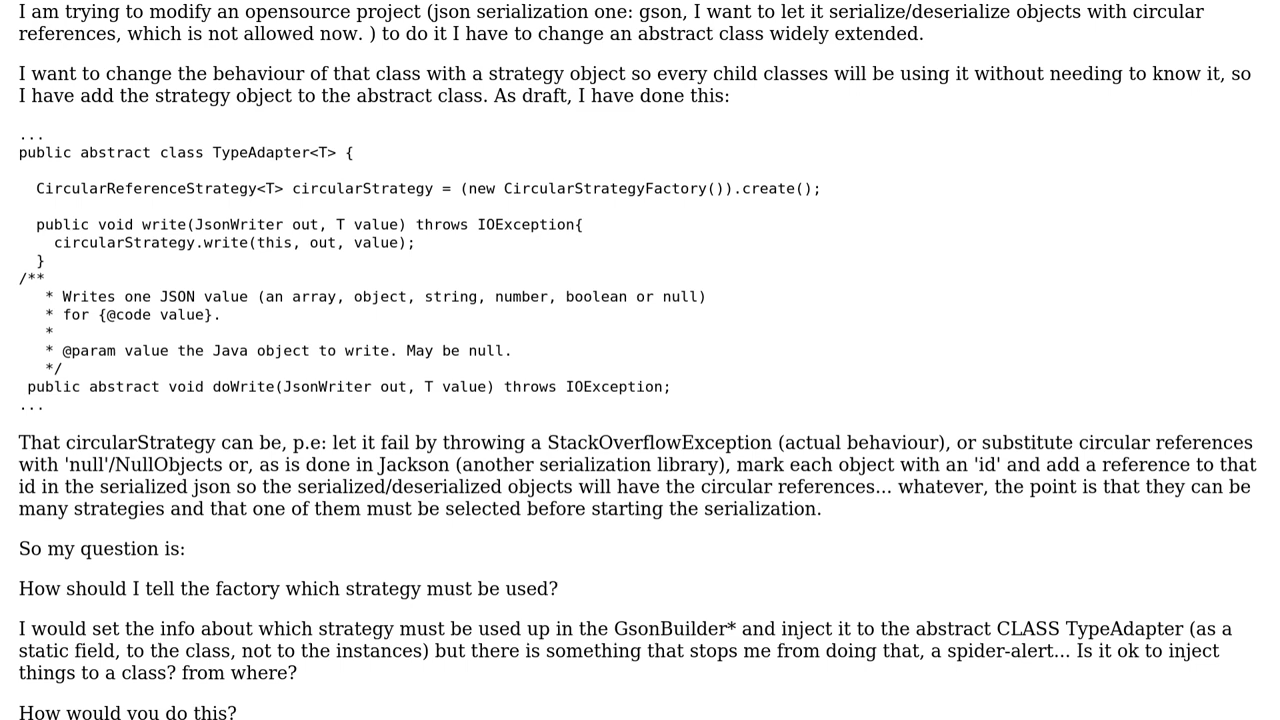 I am trying to modify an opensource project (json serialization one: gson, I want to let it serialize/deserialize objects with circular
references, which is not allowed now. ) to do it I have to change an abstract class widely extended.
I want to change the behaviour of that class with a strategy object so every child classes will be using it without needing to know it, so
I have add the strategy object to the abstract class. As draft, I have done this:
...
public abstract class TypeAdapter<T> {
  CircularReferenceStrategy<T> circularStrategy = (new CircularStrategyFactory()).create();
  public void write(JsonWriter out, T value) throws IOException{
    circularStrategy.write(this, out, value);
  }
/**
   * Writes one JSON value (an array, object, string, number, boolean or null)
   * for {@code value}.
   *
   * @param value the Java object to write. May be null.
   */
 public abstract void doWrite(JsonWriter out, T value) throws IOException;
...
That circularStrategy can be, p.e: let it fail by throwing a StackOverflowException (actual behaviour), or substitute circular references
with 'null'/NullObjects or, as is done in Jackson (another serialization library), mark each object with an 'id' and add a reference to that
id in the serialized json so the serialized/deserialized objects will have the circular references... whatever, the point is that they can be
many strategies and that one of them must be selected before starting the serialization.
So my question is:
How should I tell the factory which strategy must be used?
I would set the info about which strategy must be used up in the GsonBuilder* and inject it to the abstract CLASS TypeAdapter (as a
static field, to the class, not to the instances) but there is something that stops me from doing that, a spider-alert... Is it ok to inject
things to a class? from where?
How would you do this?